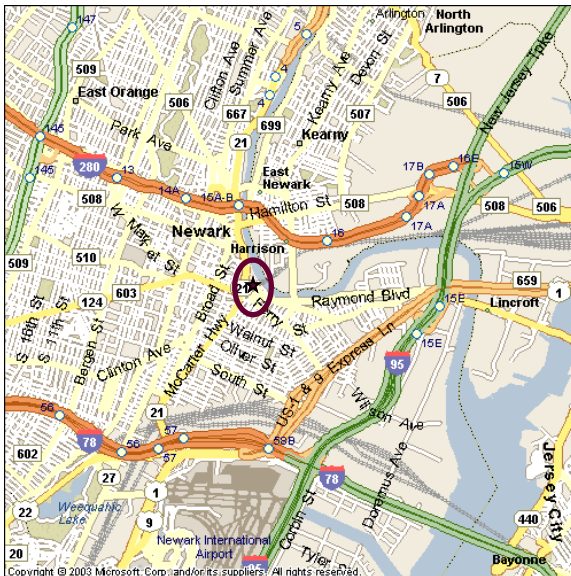 147
5
Arlington
North
Arlington
509
Clifton Ave
Summer Ave
4
Kearny Ave
Devon St
New Jersey Tpke
7
East Orange
506
667
4
507
506
699
145
Park Ave
21
Kearny
280
13
East
Newark
17B
16E
15W
145
508
14A
15A-B
Hamilton St
508
17A
17A
508
506
W Market St
Newark
16
Harrison
509
510
Broad St
21
659
1
603
124
Ferry St
Raymond Blvd
15E
Lincroft
S 18th St
S 11th St
Bergen St
McCarter Hwy
Walnut St
Oliver St
Clinton Ave
US-1 & 9 Express Ln
15E
95
South St
Wilson Ave
56
21
78
56
57
57
58B
602
27
1
78
Doremus Ave
Jersey City
22
Weequahic
Lake
9
Corbin St
440
20
Newark International
Airport
95
Tyler St
Bayonne
Copyright © 2003 Microsoft Corp. and/or its suppliers. All rights reserved.